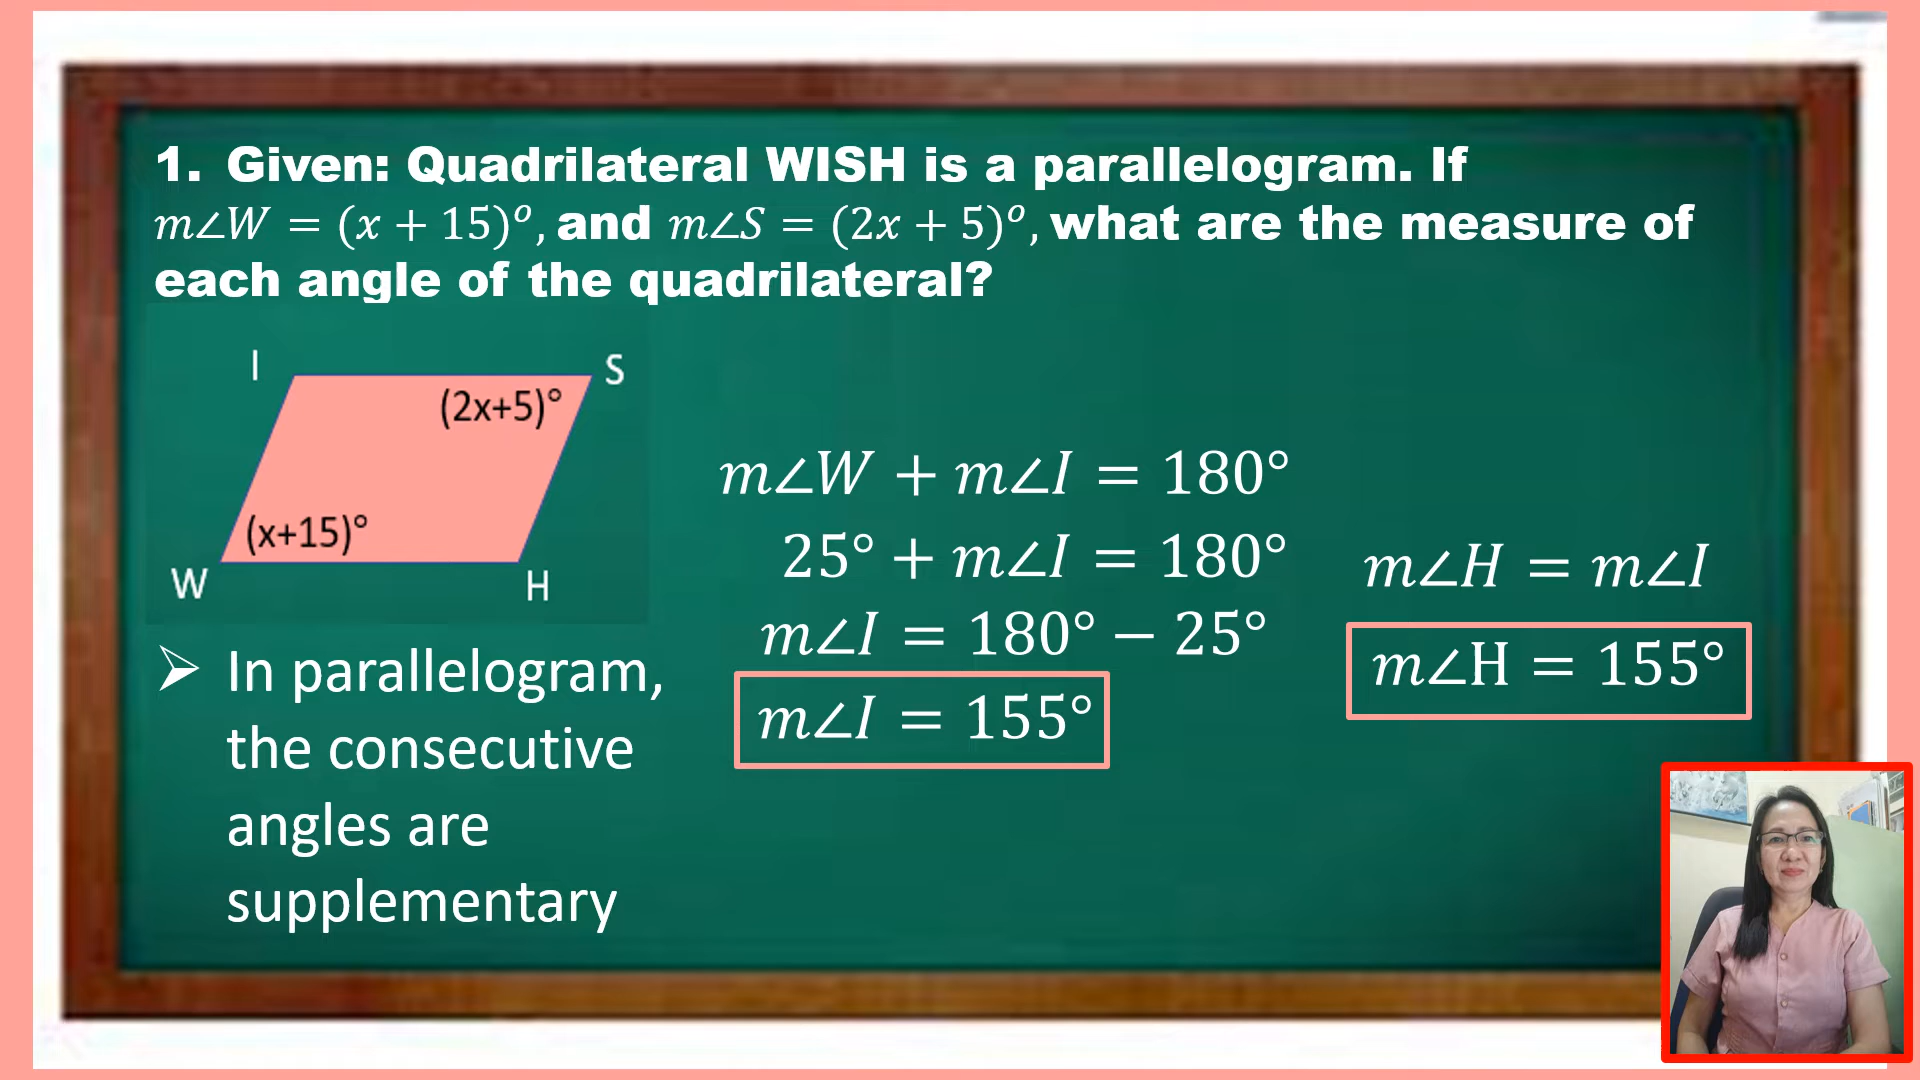 1. Given: Quadrilateral WISH is a parallelogram. If
m∠W = (x + 15)ᵒ, and m∠S = (2x + 5)ᵒ, what are the measure of
each angle of the quadrilateral?
I
S
(2x+5)°
(x+15)°
W
H
➢ In parallelogram,
the consecutive
angles are
supplementary
m∠W + m∠I = 180°
25° + m∠I = 180°
m∠I = 180° − 25°
m∠I = 155°
m∠H = m∠I
m∠H = 155°